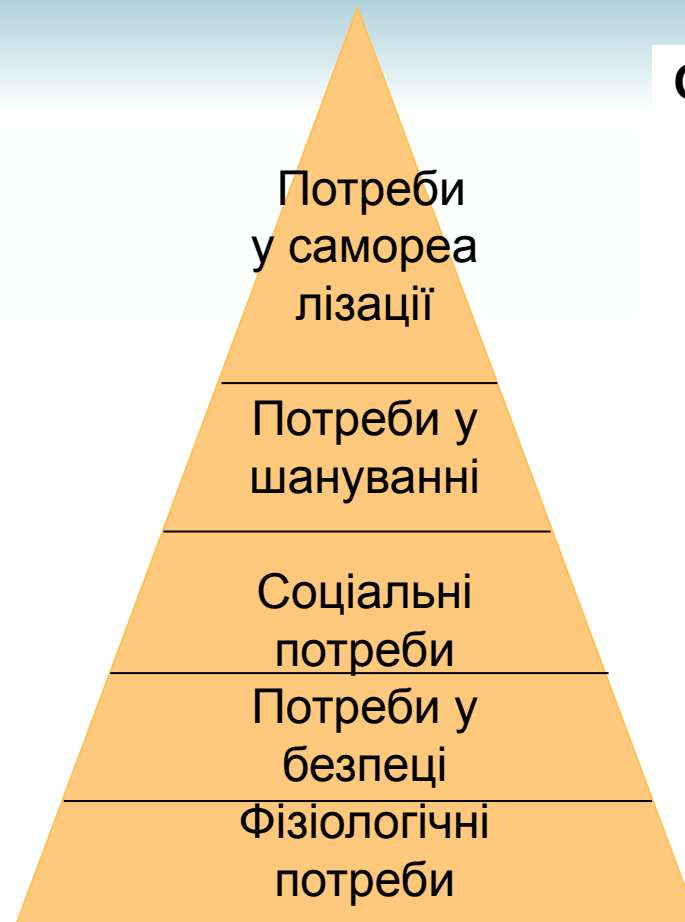 Потреби
у самореа
лізації
Потреби у
шануванні
Соціальні
потреби
Потреби у
безпеці
Фізіологічні
потреби